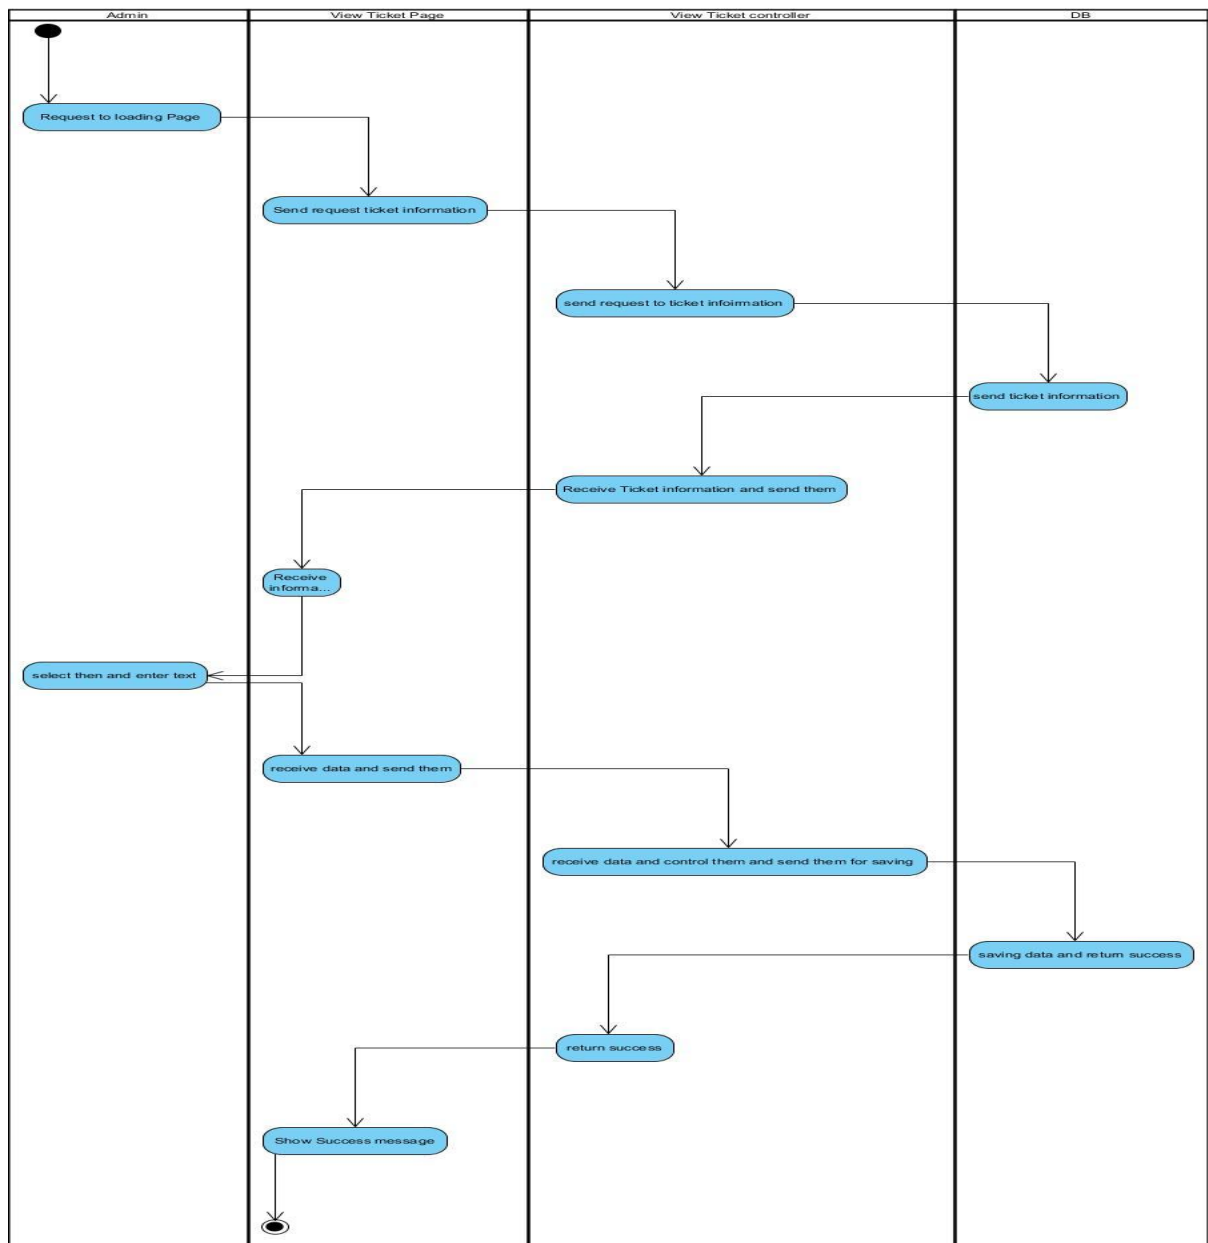 Admin
View Ticket Page
View Ticket controller
DB
Request to loading Page
Send request ticket information
send request to ticket infoirmation
send ticket information
Receive Ticket information and send them
Receive
informa...
select then and enter text
receive data and send them
receive data and control them and send them for saving
saving data and return success
return success
Show Success message